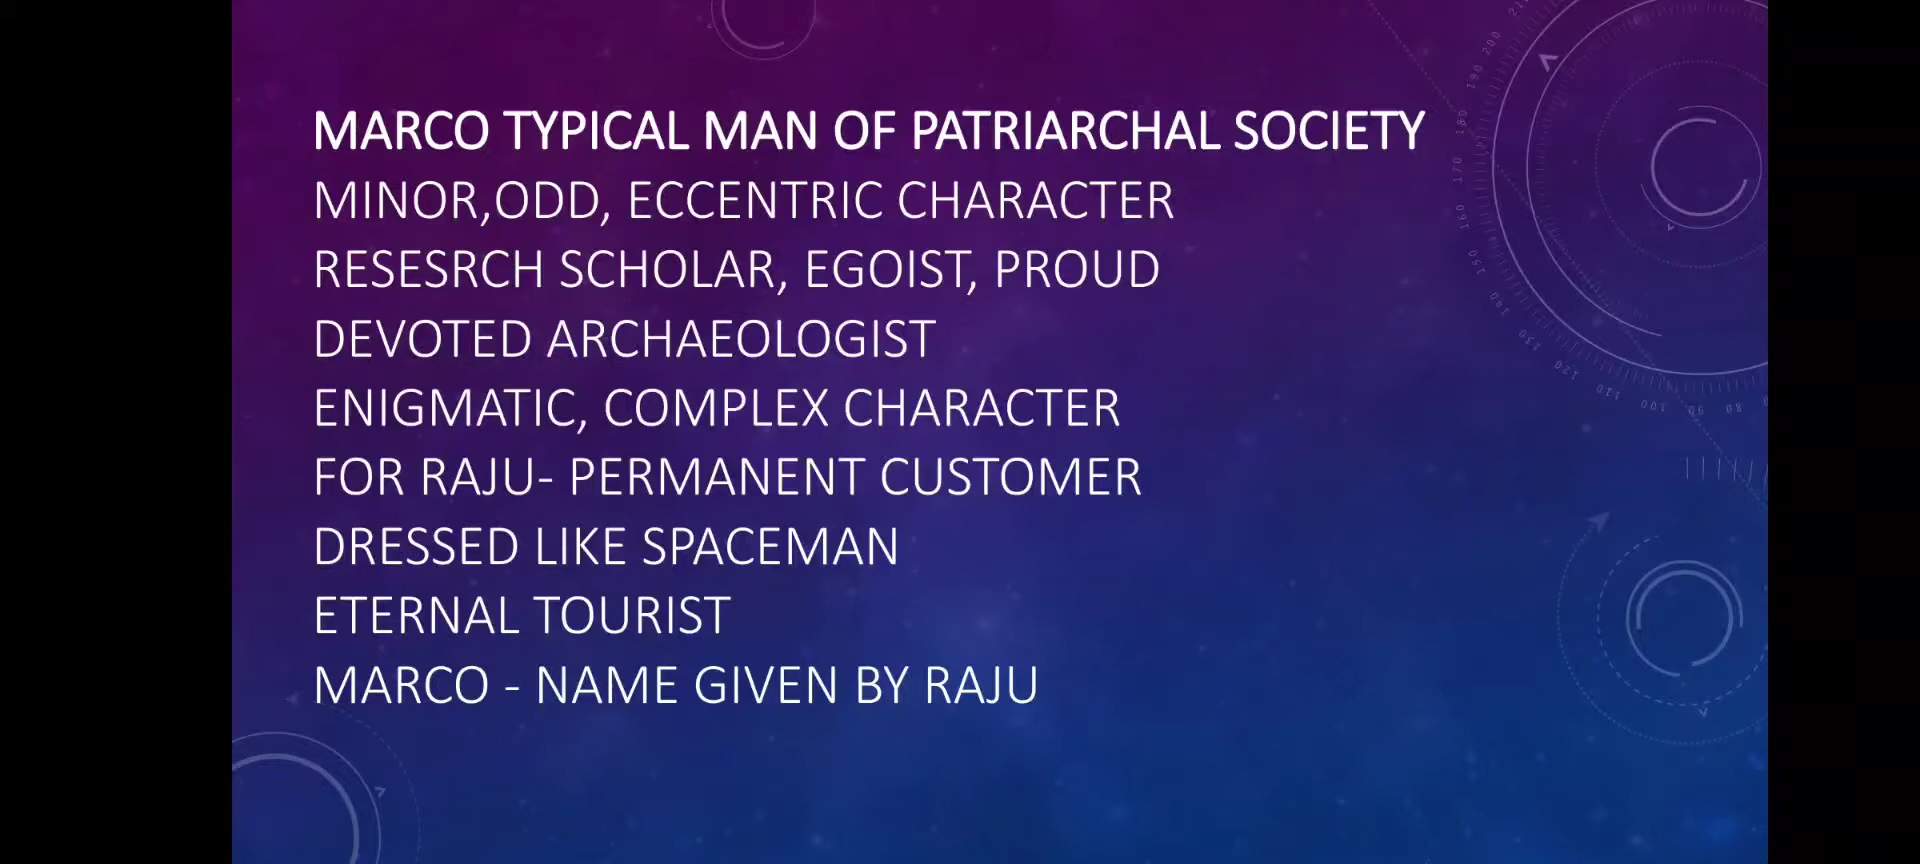 MARCO TYPICAL MAN OF PATRIARCHAL SOCIETY
MINOR,ODD, ECCENTRIC CHARACTER
RESESRCH SCHOLAR, EGOIST, PROUD
DEVOTED ARCHAEOLOGIST
ENIGMATIC, COMPLEX CHARACTER
FOR RAJU- PERMANENT CUSTOMER
DRESSED LIKE SPACEMAN
ETERNAL TOURIST
MARCO - NAME GIVEN BY RAJU